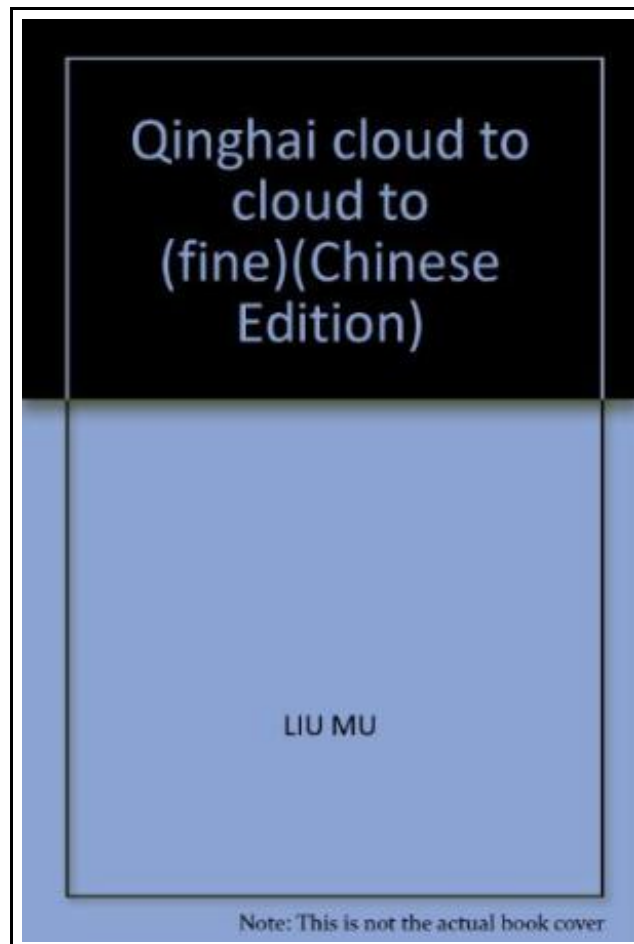 Qinghai cloud to
cloud to
(fine)(Chinese
Edition)
LIU MU
Note: This is not the actual book cover